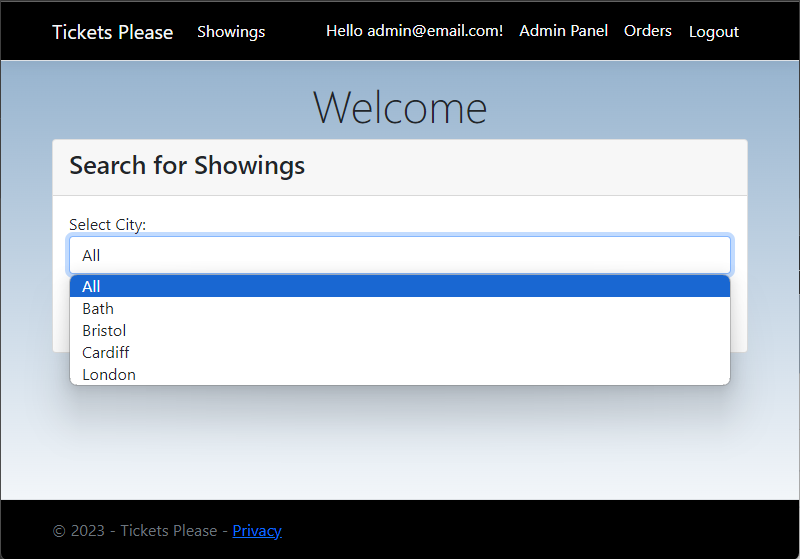 Tickets Please Showings Hello admin@email.com! Admin Panel Orders Logout
Welcome
Search for Showings
Select City:
All
All
Bath
Bristol
Cardiff
London
© 2023 - Tickets Please - Privacy